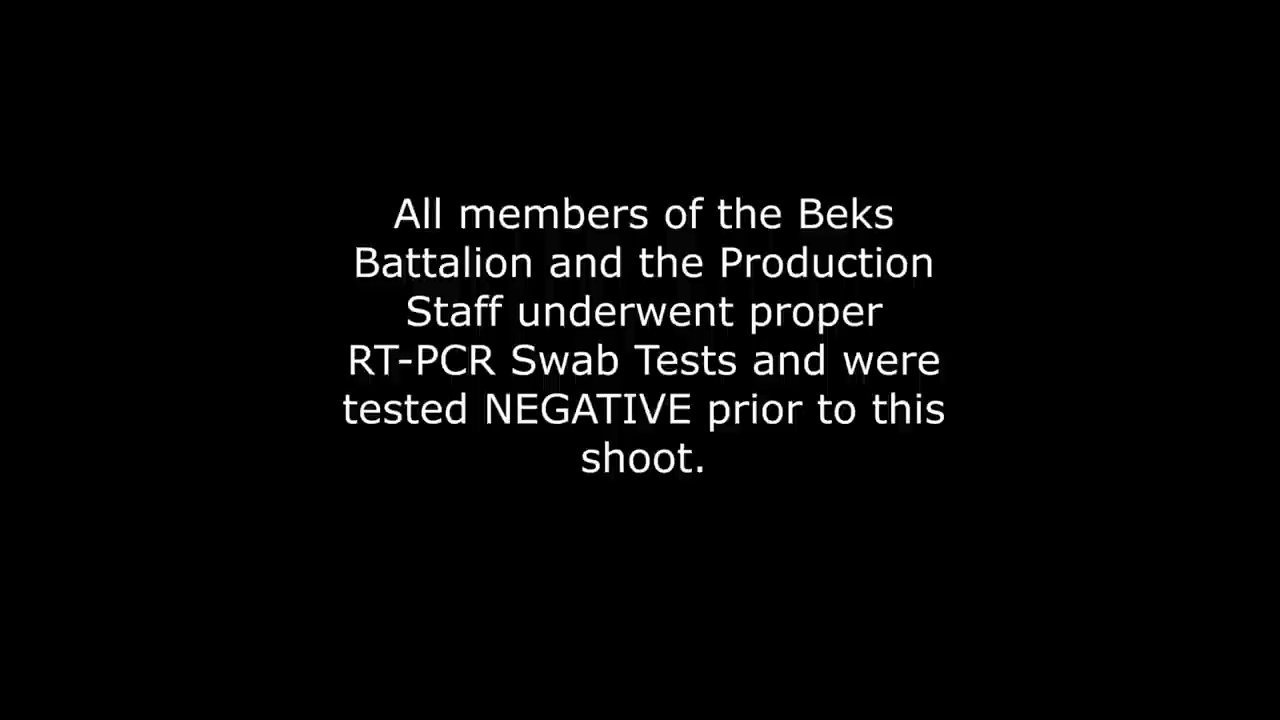 All members of the Beks
Battalion and the Production
Staff underwent proper
RT-PCR Swab Tests and were
tested NEGATIVE prior to this
shoot.